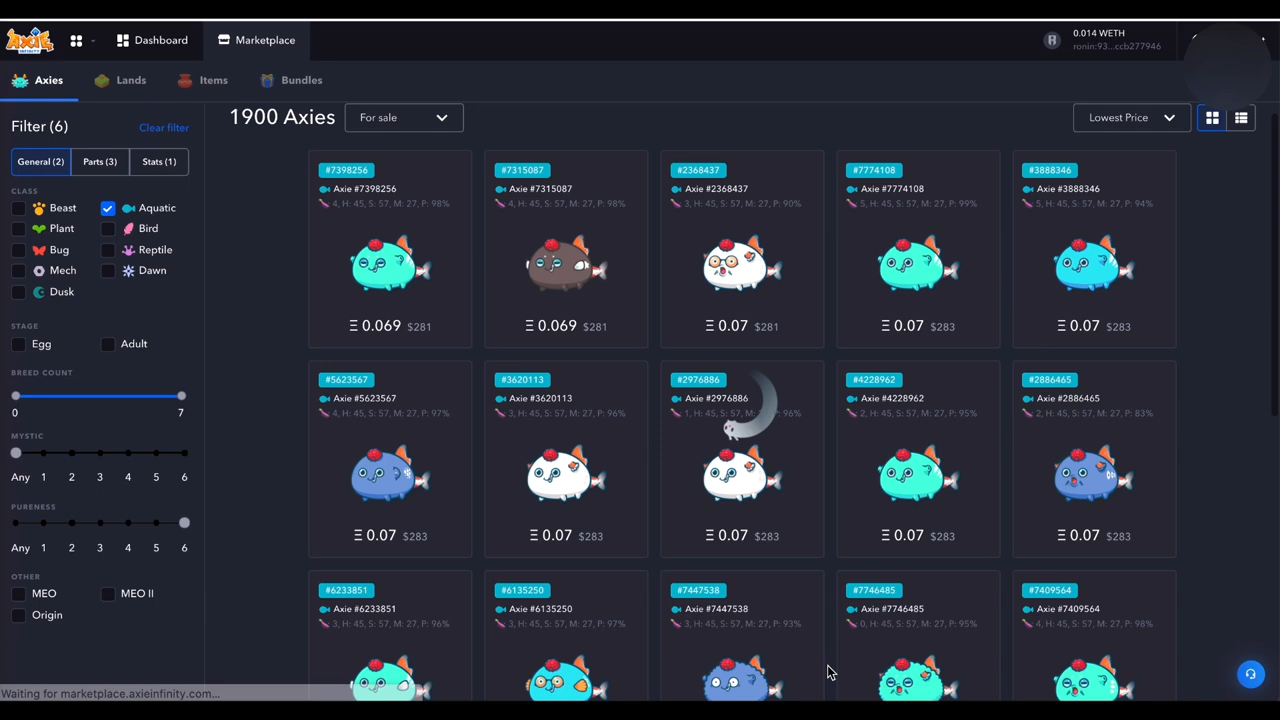 AXIE
INFINITY
Dashboard
Marketplace
0.014 WETH
ronin:93...ccb277946
Axies
Lands
Items
Bundles
Filter (6)
Clear filter
General (2)
Parts (3)
Stats (1)
CLASS
Beast
Aquatic
Plant
Bird
Bug
Reptile
Mech
Dawn
Dusk
STAGE
Egg
Adult
BREED COUNT
0
7
MYSTIC
Any 1 2 3 4 5 6
PURENESS
Any 1 2 3 4 5 6
OTHER
MEO
MEO II
Origin
1900 Axies
For sale
Lowest Price
#7398256
Axie #7398256
4, H: 45, S: 57, M: 27, P: 98%
Ξ 0.069 $281
#7315087
Axie #7315087
4, H: 45, S: 57, M: 27, P: 98%
Ξ 0.069 $281
#2368437
Axie #2368437
3, H: 45, S: 57, M: 27, P: 90%
Ξ 0.07 $281
#7774108
Axie #7774108
5, H: 45, S: 57, M: 27, P: 99%
Ξ 0.07 $283
#3888346
Axie #3888346
5, H: 45, S: 57, M: 27, P: 94%
Ξ 0.07 $283
#5623567
Axie #5623567
4, H: 45, S: 57, M: 27, P: 97%
Ξ 0.07 $283
#3620113
Axie #3620113
3, H: 45, S: 57, M: 27, P: 96%
Ξ 0.07 $283
#2976886
Axie #2976886
1, H: 45, S: 57, M: 27, P: 96%
Ξ 0.07 $283
#4228962
Axie #4228962
2, H: 45, S: 57, M: 27, P: 95%
Ξ 0.07 $283
#2886465
Axie #2886465
2, H: 45, S: 57, M: 27, P: 83%
Ξ 0.07 $283
#6233851
Axie #6233851
3, H: 45, S: 57, M: 27, P: 96%
#6135250
Axie #6135250
3, H: 45, S: 57, M: 27, P: 97%
#7447538
Axie #7447538
3, H: 45, S: 57, M: 27, P: 93%
#7746485
Axie #7746485
0, H: 45, S: 57, M: 27, P: 95%
#7409564
Axie #7409564
4, H: 45, S: 57, M: 27, P: 98%
Waiting for marketplace.axieinfinity.com...